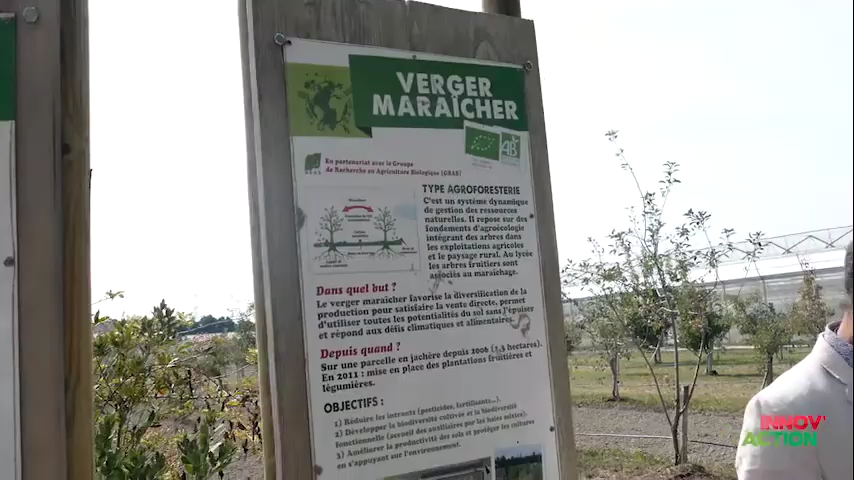 VERGER
MARAÎCHER
AB
En partenariat avec le Groupe
de Recherche en Agriculture Biologique (GRAB)
TYPE AGROFORESTERIE
C'est un système dynamique
de gestion des ressources
naturelles. Il repose sur des
fondements d'agroécologie
intégrant des arbres dans
les exploitations agricoles
et le paysage rural. Au lycée
les arbres fruitiers sont
associés au maraîchage.
Dans quel but ?
Le verger maraîcher favorise la diversification de la
production pour satisfaire la vente directe, permet
d'utiliser toutes les potentialités du sol sans l'épuiser
et répond aux défis climatiques et alimentaires.
Depuis quand ?
Sur une parcelle en jachère depuis 2006 (1,3 hectares).
En 2011 : mise en place des plantations fruitières et
légumières.
OBJECTIFS :
1) Réduire les intrants (pesticides, fertilisants...).
2) Développer la biodiversité cultivée et la biodiversité
fonctionnelle (accueil des auxiliaires par les haies mixtes).
3) Améliorer la productivité des sols et protéger les cultures
en s'appuyant sur l'environnement.
INNOV'
ACTION